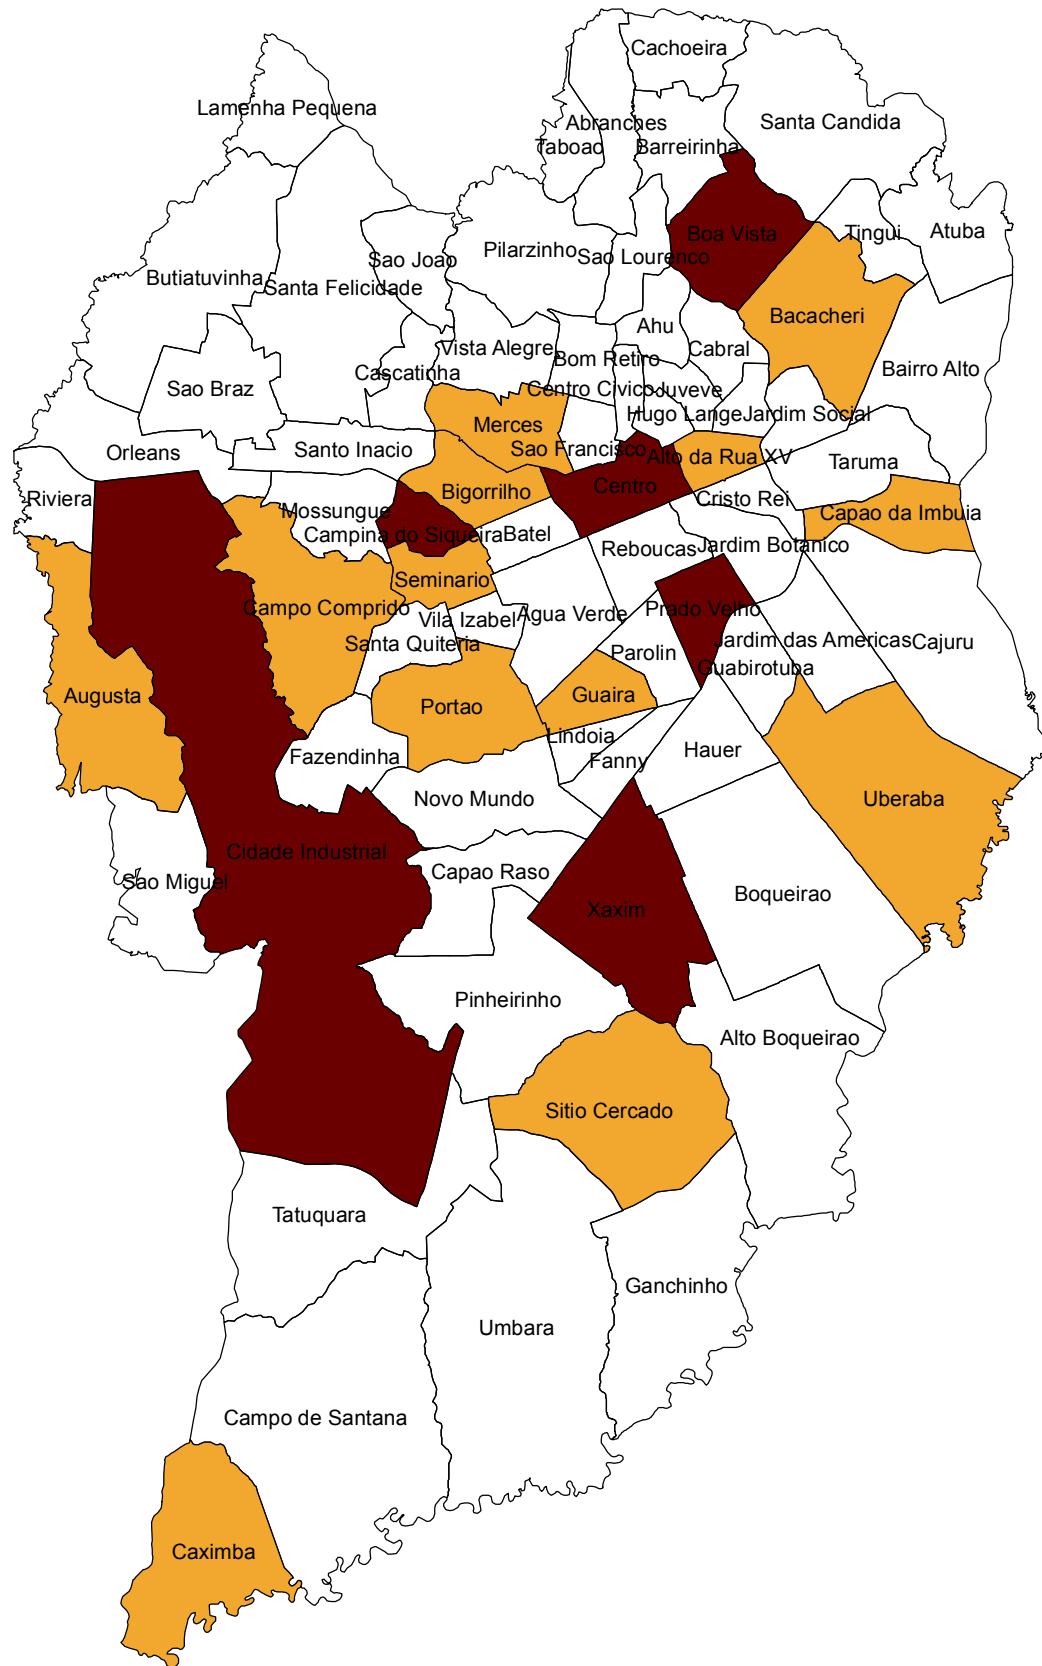 Cachoeira
Lamenha Pequena
Abranches
Santa Candida
Taboao
Barreirinha
Atuba
Tingui
Boa Vista
Pilarzinho
Sao Lourenco
Sao Joao
Butiatuvinha
Santa Felicidade
Bacacheri
Ahu
Vista Alegre
Cabral
Bom Retiro
Bairro Alto
Cascatinha
Sao Braz
Centro Civico
Juveve
Hugo Lange
Jardim Social
Merces
Sao Francisco
Santo Inacio
Orleans
Alto da Rua XV
Taruma
Centro
Bigorrilho
Riviera
Cristo Rei
Mossungue
Capao da Imbuia
Campina do Siqueira
Batel
Reboucas
Jardim Botanico
Seminario
Campo Comprido
Prado Velho
Agua Verde
Vila Izabel
Santa Quiteria
Jardim das Americas
Cajuru
Parolin
Guabirotuba
Augusta
Guaira
Portao
Lindoia
Hauer
Fazendinha
Fanny
Novo Mundo
Uberaba
Cidade Industrial
Capao Raso
Sao Miguel
Boqueirao
Xaxim
Pinheirinho
Alto Boqueirao
Sitio Cercado
Tatuquara
Ganchinho
Umbara
Campo de Santana
Caximba